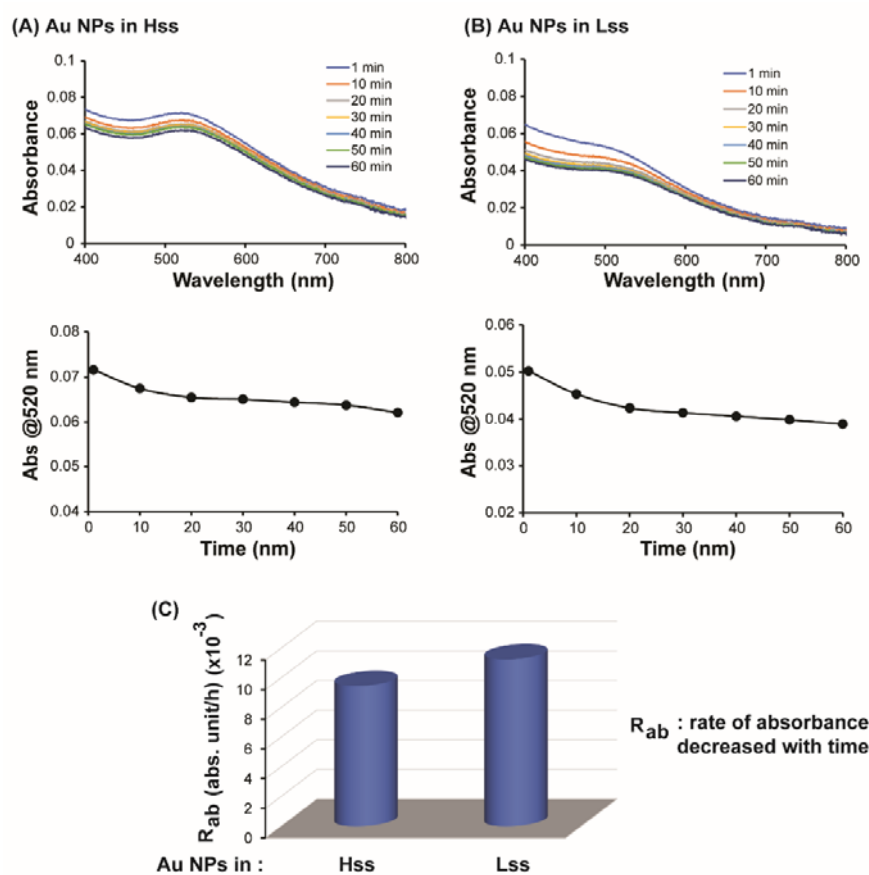 (A) Au NPs in Hss
0.1
0.08
0.06
0.04
0.02
0
Absorbance
1 min
10 min
20 min
30 min
40 min
50 min
60 min
400 500 600 700 800
Wavelength (nm)
(B) Au NPs in Lss
0.1
0.08
0.06
0.04
0.02
0
Absorbance
1 min
10 min
20 min
30 min
40 min
50 min
60 min
400 500 600 700 800
Wavelength (nm)
0.08
0.07
0.06
0.05
0.04
Abs @520 nm
0 10 20 30 40 50 60
Time (nm)
0.06
0.05
0.04
0.03
0.02
Abs @520 nm
0 10 20 30 40 50 60
Time (nm)
(C)
R_ab (abs. unit/h) (x10^-3)
12
10
8
6
4
2
0
Au NPs in : Hss Lss
R_ab : rate of absorbance
decreased with time